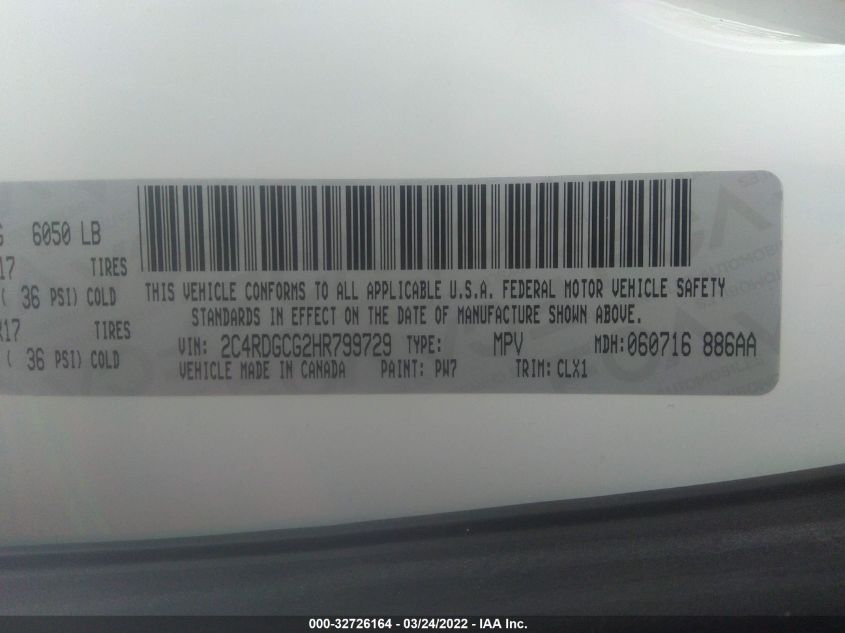 G 6050 LB
17 TIRES
( 36 PSI) COLD
X17 TIRES
( 36 PSI) COLD
THIS VEHICLE CONFORMS TO ALL APPLICABLE U.S.A. FEDERAL MOTOR VEHICLE SAFETY
STANDARDS IN EFFECT ON THE DATE OF MANUFACTURE SHOWN ABOVE.
VIN: 2C4RDGCG2HR799729 TYPE: MPV MDH:060716 886AA
VEHICLE MADE IN CANADA PAINT: PW7 TRIM: CLX1
000-32726164 - 03/24/2022 - IAA Inc.